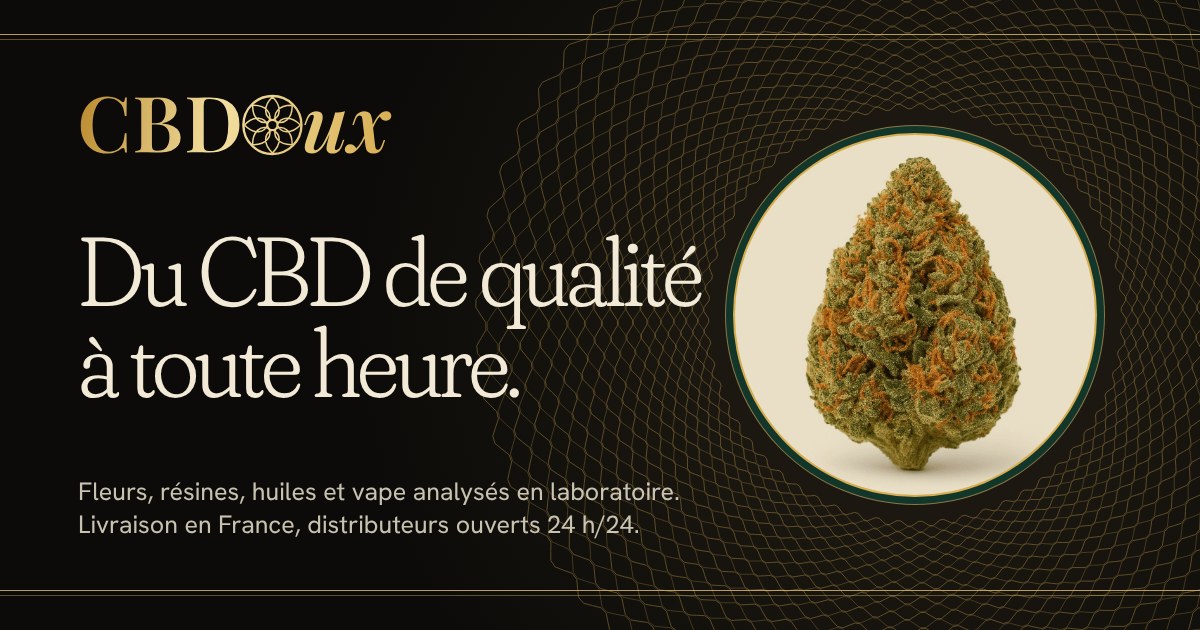 CBDOux
Du CBD de qualité
à toute heure.
Fleurs, résines, huiles et vape analysés en laboratoire.
Livraison en France, distributeurs ouverts 24 h/24.